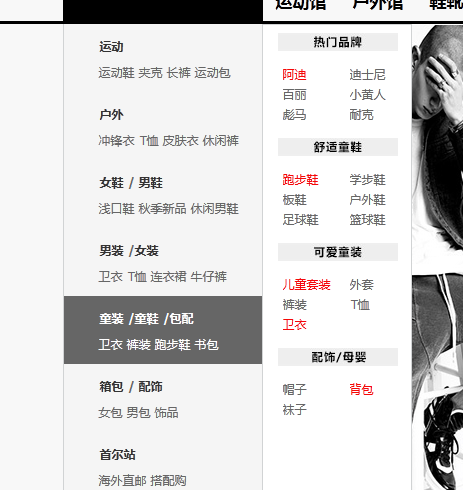 运动馆 户外馆 鞋靴
运动
运动鞋 夹克 长裤 运动包
户外
冲锋衣 T恤 皮肤衣 休闲裤
女鞋 / 男鞋
浅口鞋 秋季新品 休闲男鞋
男装 /女装
卫衣 T恤 连衣裙 牛仔裤
童装 /童鞋 /包配
卫衣 裤装 跑步鞋 书包
箱包 / 配饰
女包 男包 饰品
首尔站
海外直邮 搭配购
热门品牌
阿迪 迪士尼
百丽 小黄人
彪马 耐克
舒适童鞋
跑步鞋 学步鞋
板鞋 户外鞋
足球鞋 篮球鞋
可爱童装
儿童套装 外套
裤装 T恤
卫衣
配饰/母婴
帽子 背包
袜子